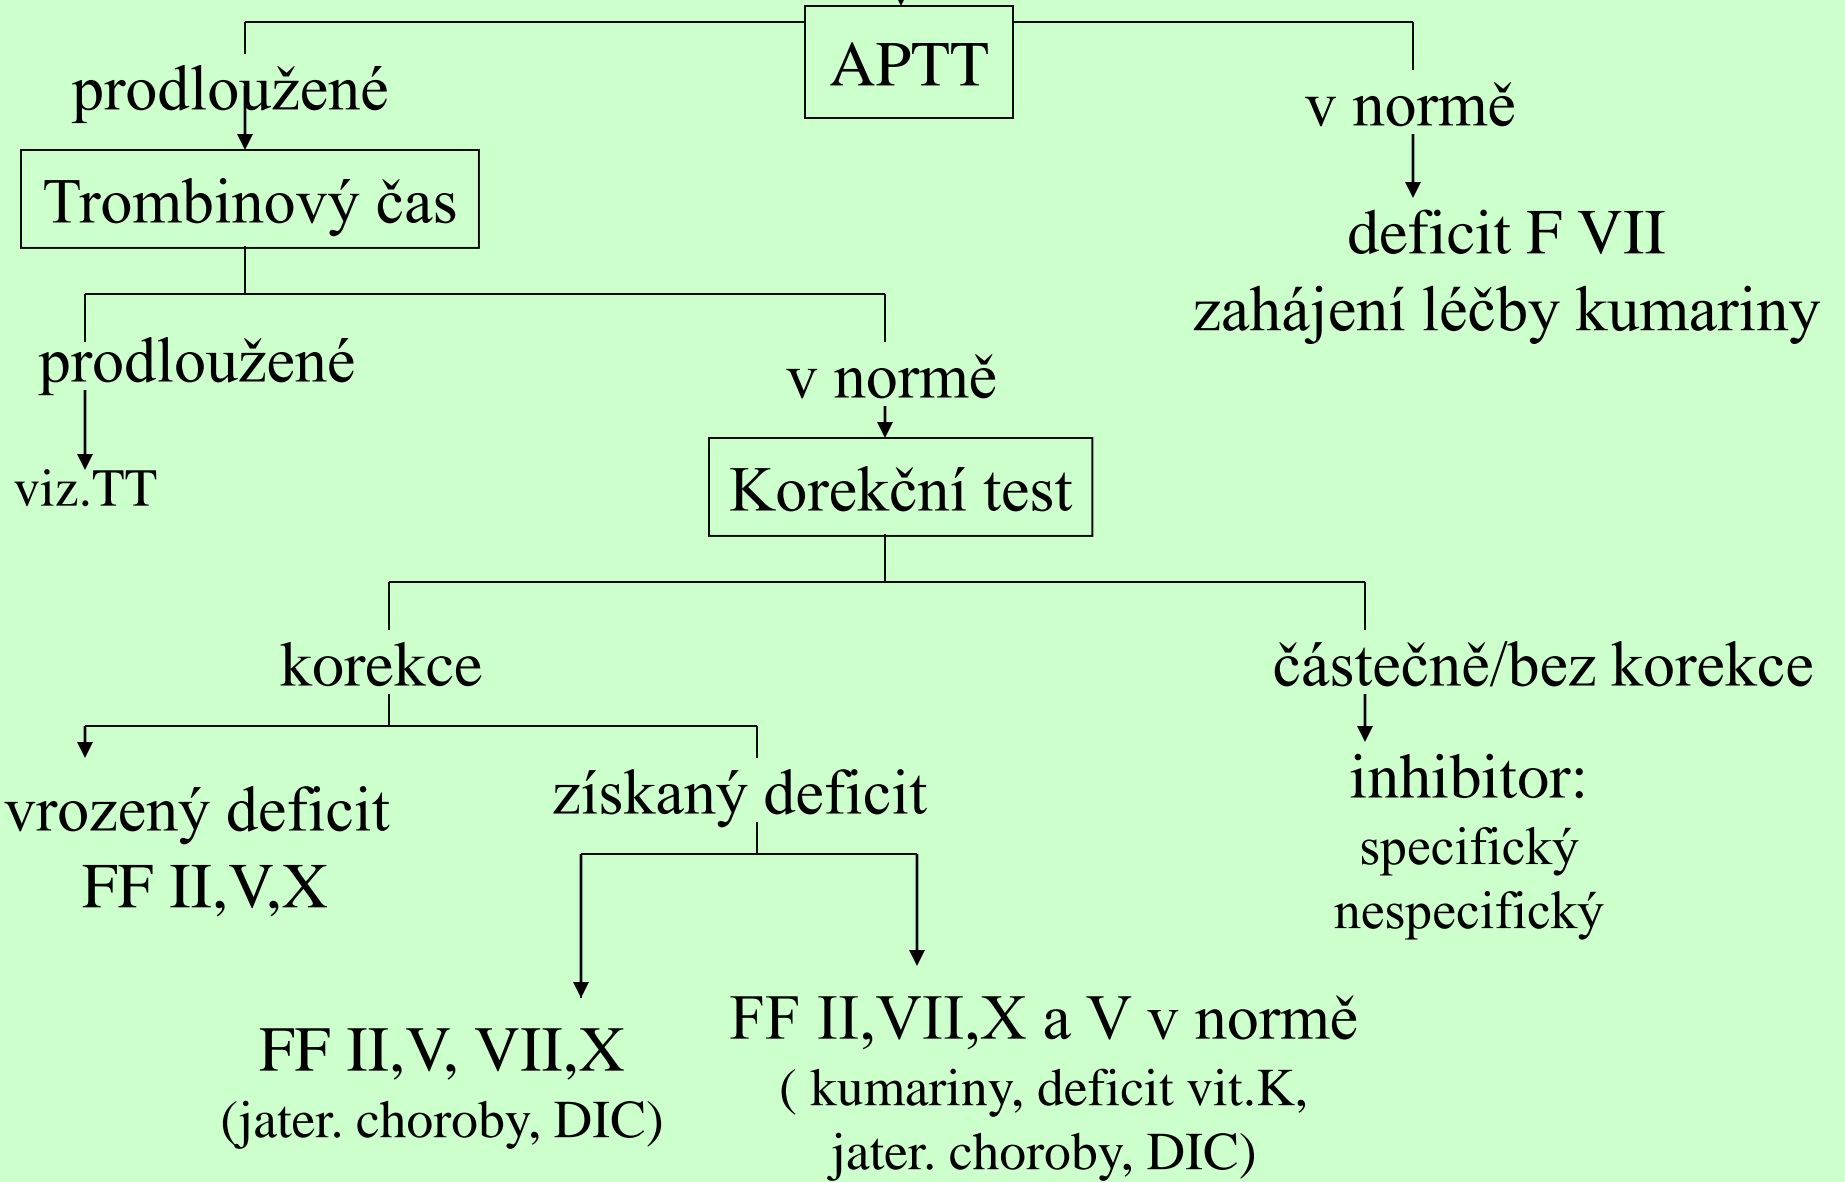 APTT
prodloužené
v normě
Trombinový čas
deficit F VII
zahájení léčby kumariny
prodloužené
v normě
viz.TT
Korekční test
korekce
částečně/bez korekce
vrozený deficit
FF II,V,X
získaný deficit
inhibitor:
specifický
nespecifický
FF II,V, VII,X
(jater. choroby, DIC)
FF II,VII,X a V v normě
( kumariny, deficit vit.K,
jater. choroby, DIC)